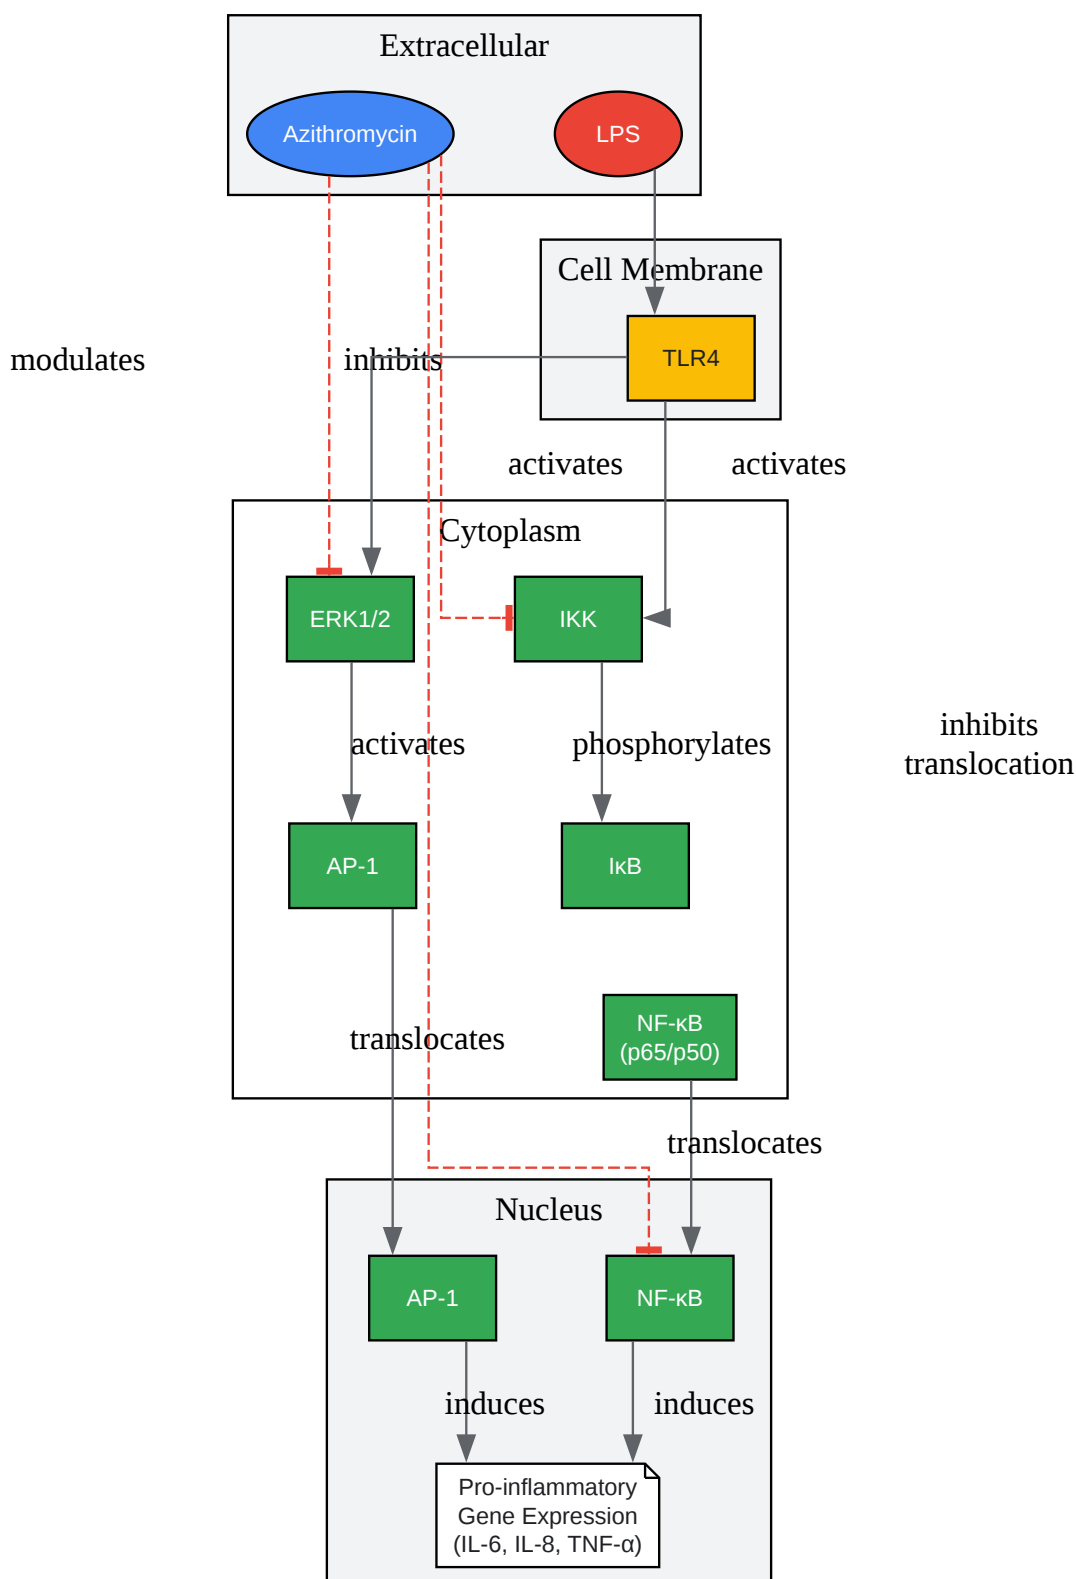 Extracellular
Azithromycin
LPS
Cell Membrane
modulates
inhibits
TLR4
activates
activates
Cytoplasm
ERK1/2
IKK
activates
phosphorylates
inhibits
translocation
AP-1
IκB
NF-κB
(p65/p50)
translocates
translocates
Nucleus
AP-1
NF-κB
induces
induces
Pro-inflammatory
Gene Expression
(IL-6, IL-8, TNF-α)